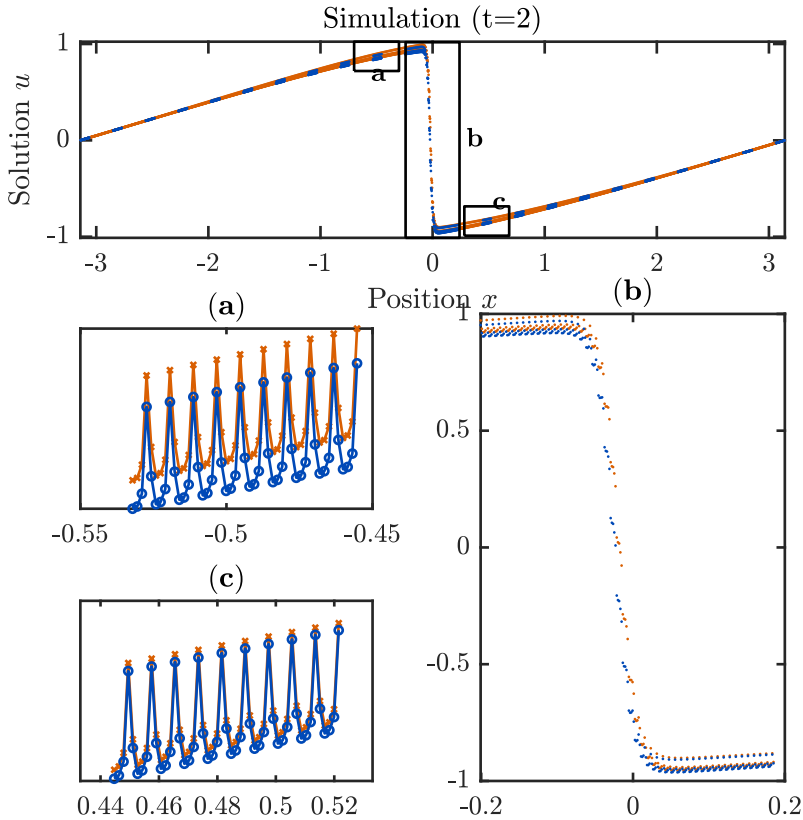 Simulation (t=2)
Solution u
1
0
-1
a
b
c
-3 -2 -1 0 1 2 3
Position x
(a)
-0.55 -0.5 -0.45
(b)
1
0.5
0
-0.5
-1
-0.2 0 0.2
(c)
0.44 0.46 0.48 0.5 0.52